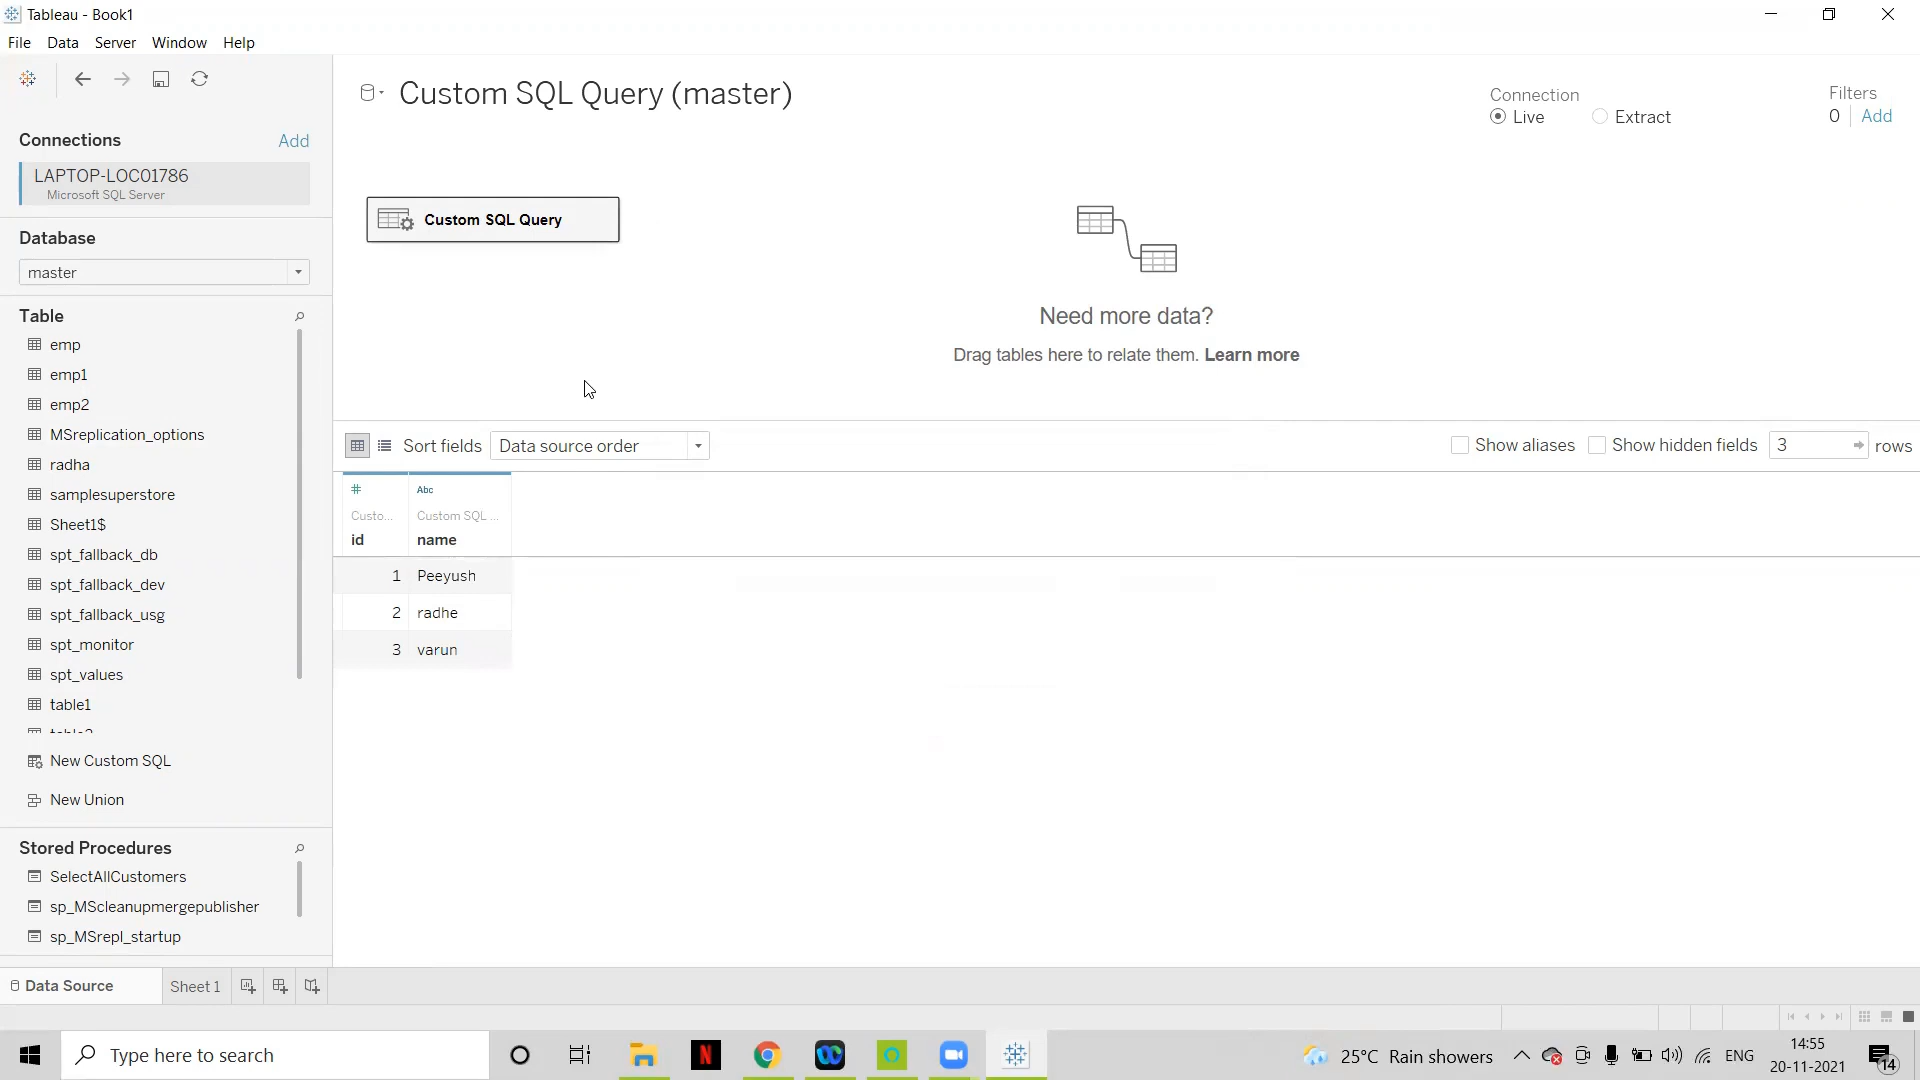 Tableau - Book1
File Data Server Window Help
Connections Add
LAPTOP-LOC01786
Microsoft SQL Server
Database
master
Table
emp
emp1
emp2
MSreplication_options
radha
samplesuperstore
Sheet1$
spt_fallback_db
spt_fallback_dev
spt_fallback_usg
spt_monitor
spt_values
table1
New Custom SQL
New Union
Stored Procedures
SelectAllCustomers
sp_MScleanupmergepublisher
sp_MSrepl_startup
Custom SQL Query (master)
Connection
Live Extract
Filters
0 Add
Custom SQL Query
Need more data?
Drag tables here to relate them. Learn more
Sort fields Data source order Show aliases Show hidden fields 3 rows
# Abc
Custo... Custom SQL ...
id name
1 Peeyush
2 radhe
3 varun
Data Source Sheet 1
Type here to search
25°C Rain showers ENG
14:55
20-11-2021
14